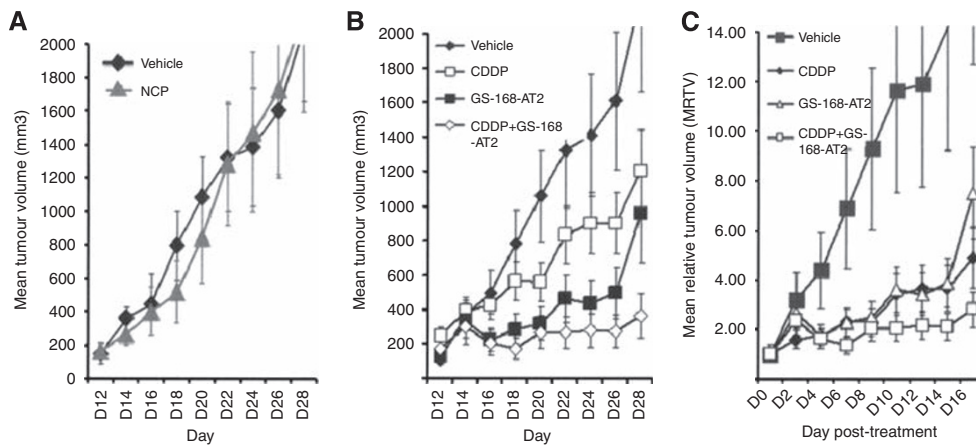 A
Mean tumour volume (mm3)
2000
1800
1600
1400
1200
1000
800
600
400
200
0
Vehicle
NCP
D12
D14
D16
D18
D20
D22
D24
D26
D28
Day
B
Mean tumour volume (mm3)
2000
1800
1600
1400
1200
1000
800
600
400
200
Vehicle
CDDP
GS-168-AT2
CDDP+GS-168
-AT2
D12
D14
D16
D18
D20
D22
D24
D26
D28
Day
C
Mean relative tumour volume (MRTV)
14.00
12.00
10.00
8.00
6.00
4.00
2.00
Vehicle
CDDP
GS-168-AT2
CDDP+GS-
168-AT2
D0
D2
D4
D6
D8
D10
D12
D14
D16
Day post-treatment